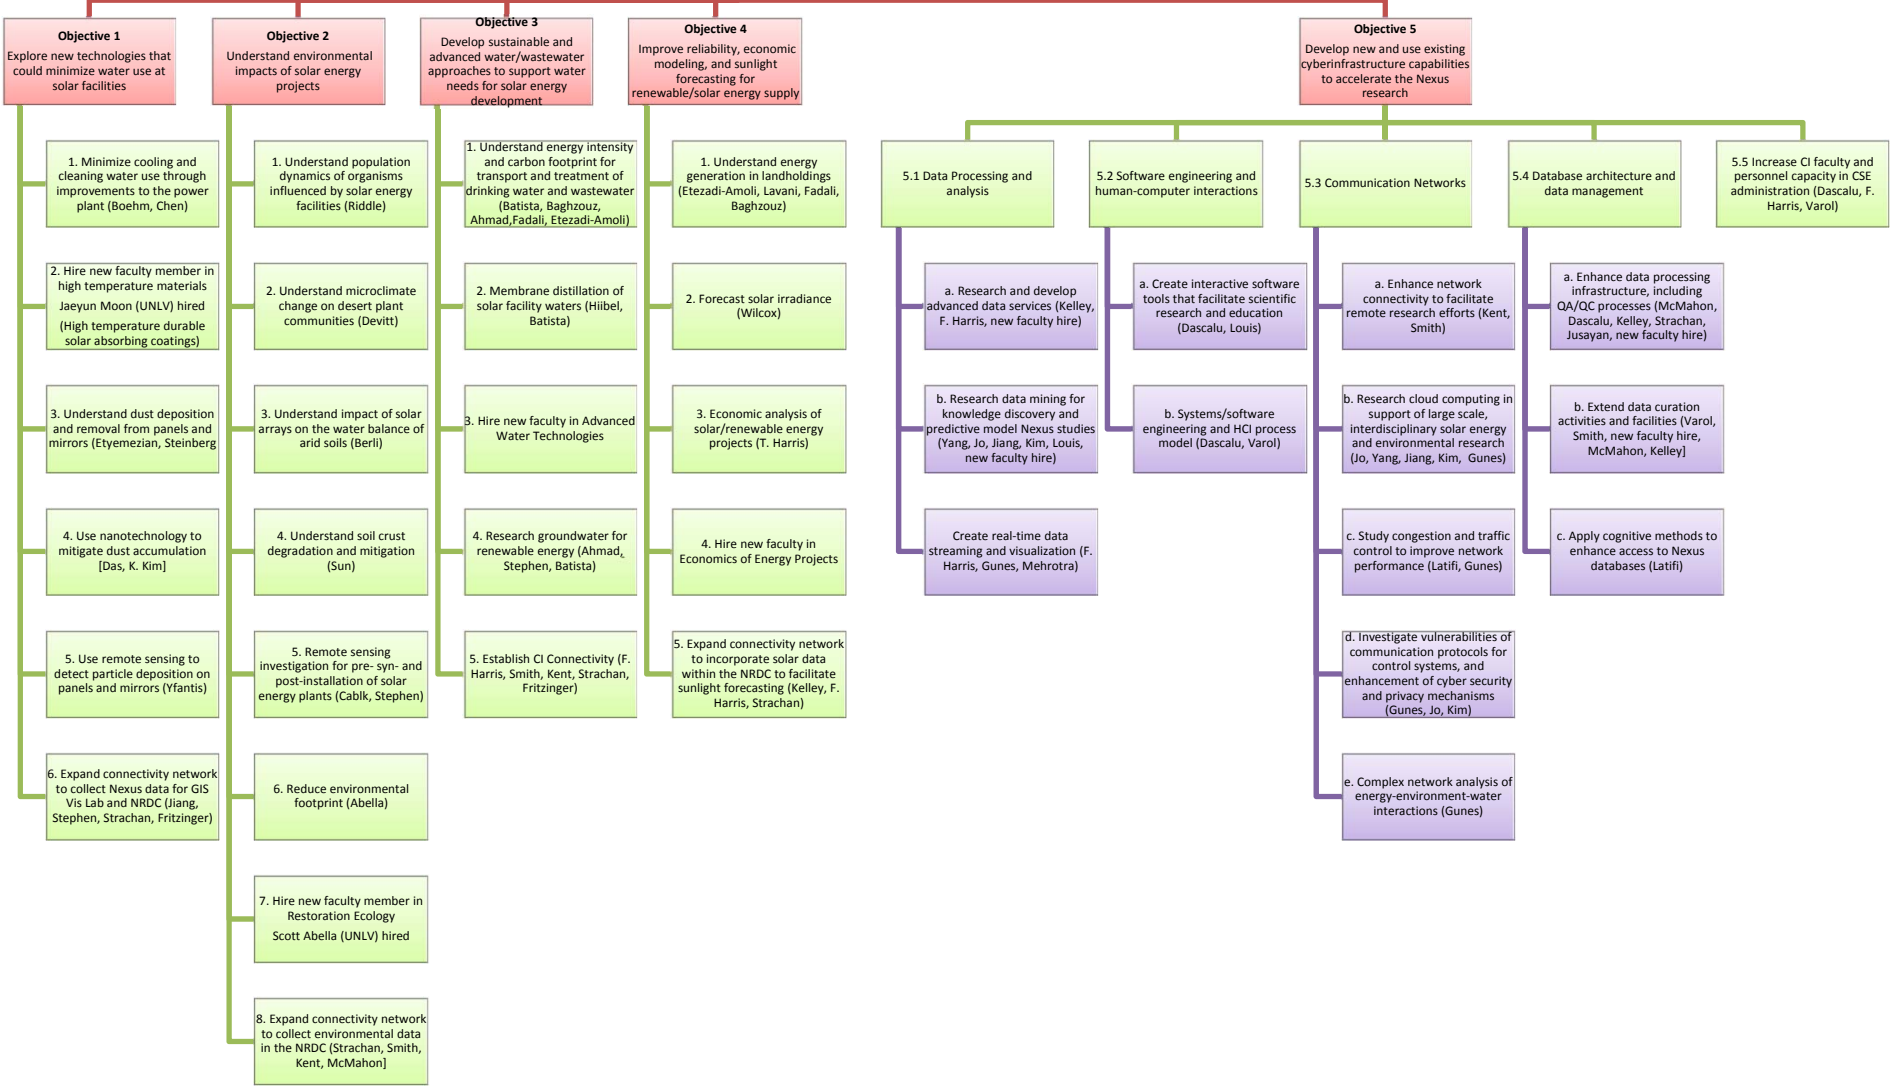 Objective 1
Explore new technologies that
could minimize water use at
solar facilities
1. Minimize cooling and
cleaning water use through
improvements to the power
plant (Boehm, Chen)
2. Hire new faculty member in
high temperature materials
Jaeyun Moon (UNLV) hired
(High temperature durable
solar absorbing coatings)
3. Understand dust deposition
and removal from panels and
mirrors (Etyemezian, Steinberg
4. Use nanotechnology to
mitigate dust accumulation
[Das, K. Kim]
5. Use remote sensing to
detect particle deposition on
panels and mirrors (Yfantis)
6. Expand connectivity network
to collect Nexus data for GIS
Vis Lab and NRDC (Jiang,
Stephen, Strachan, Fritzinger)
Objective 2
Understand environmental
impacts of solar energy
projects
1. Understand population
dynamics of organisms
influenced by solar energy
facilities (Riddle)
2. Understand microclimate
change on desert plant
communities (Devitt)
3. Understand impact of solar
arrays on the water balance of
arid soils (Berli)
4. Understand soil crust
degradation and mitigation
(Sun)
5. Remote sensing
investigation for pre- syn- and
post-installation of solar
energy plants (Cablk, Stephen)
6. Reduce environmental
footprint (Abella)
7. Hire new faculty member in
Restoration Ecology
Scott Abella (UNLV) hired
8. Expand connectivity network
to collect environmental data
in the NRDC (Strachan, Smith,
Kent, McMahon]
Objective 3
Develop sustainable and
advanced water/wastewater
approaches to support water
needs for solar energy
development
1. Understand energy intensity
and carbon footprint for
transport and treatment of
drinking water and wastewater
(Batista, Baghzouz,
Ahmad,Fadali, Etezadi-Amoli)
2. Membrane distillation of
solar facility waters (Hiibel,
Batista)
3. Hire new faculty in Advanced
Water Technologies
4. Research groundwater for
renewable energy (Ahmad,
Stephen, Batista)
5. Establish CI Connectivity (F.
Harris, Smith, Kent, Strachan,
Fritzinger)
Objective 4
Improve reliability, economic
modeling, and sunlight
forecasting for
renewable/solar energy supply
1. Understand energy
generation in landholdings
(Etezadi-Amoli, Lavani, Fadali,
Baghzouz)
2. Forecast solar irradiance
(Wilcox)
3. Economic analysis of
solar/renewable energy
projects (T. Harris)
4. Hire new faculty in
Economics of Energy Projects
5. Expand connectivity network
to incorporate solar data
within the NRDC to facilitate
sunlight forecasting (Kelley, F.
Harris, Strachan)
Objective 5
Develop new and use existing
cyberinfrastructure capabilities
to accelerate the Nexus
research
5.1 Data Processing and
analysis
a. Research and develop
advanced data services (Kelley,
F. Harris, new faculty hire)
b. Research data mining for
knowledge discovery and
predictive model Nexus studies
(Yang, Jo, Jiang, Kim, Louis,
new faculty hire)
Create real-time data
streaming and visualization (F.
Harris, Gunes, Mehrotra)
5.2 Software engineering and
human-computer interactions
a. Create interactive software
tools that facilitate scientific
research and education
(Dascalu, Louis)
b. Systems/software
engineering and HCI process
model (Dascalu, Varol)
5.3 Communication Networks
a. Enhance network
connectivity to facilitate
remote research efforts (Kent,
Smith)
b. Research cloud computing in
support of large scale,
interdisciplinary solar energy
and environmental research
(Jo, Yang, Jiang, Kim, Gunes)
c. Study congestion and traffic
control to improve network
performance (Latifi, Gunes)
d. Investigate vulnerabilities of
communication protocols for
control systems, and
enhancement of cyber security
and privacy mechanisms
(Gunes, Jo, Kim)
e. Complex network analysis of
energy-environment-water
interactions (Gunes)
5.4 Database architecture and
data management
a. Enhance data processing
infrastructure, including
QA/QC processes (McMahon,
Dascalu, Kelley, Strachan,
Jusayan, new faculty hire)
b. Extend data curation
activities and facilities (Varol,
Smith, new faculty hire,
McMahon, Kelley]
c. Apply cognitive methods to
enhance access to Nexus
databases (Latifi)
5.5 Increase CI faculty and
personnel capacity in CSE
administration (Dascalu, F.
Harris, Varol)